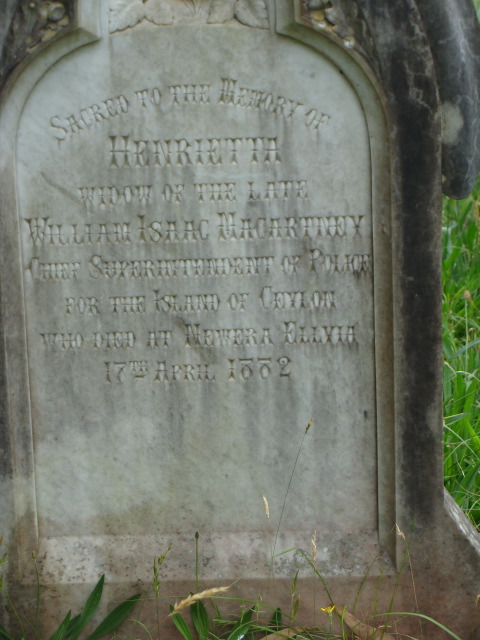 Sacred to the Memory of
Henrietta
widow of the late
William Isaac Macartney
Chief Superintendent of Police
for the Island of Ceylon
who died at Newera Ellyia
17th April 1882